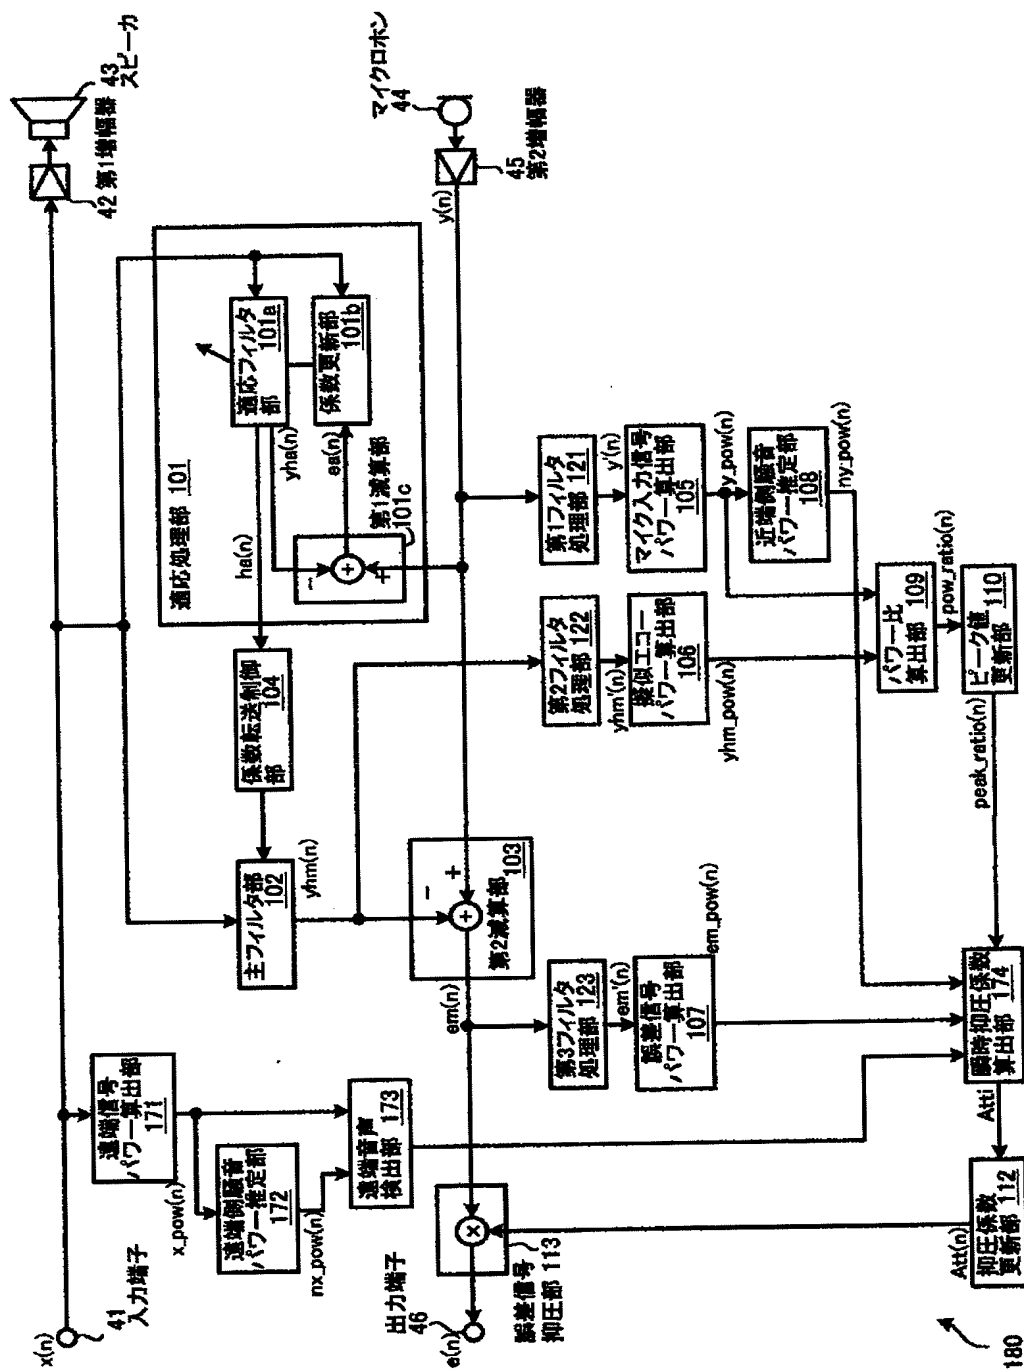 x(n)
41
入力端子
遠端信号
パワー算出部
171
x_pow(n)
遠端側騒音
パワー推定部
172
nx_pow(n)
遠端音声
検出部 173
42 第1増幅器
43
スピーカ
適応処理部 101
適応フィルタ
部 101a
係数更新部
101b
yha(n)
ea(n)
第1減算部
101c
−
+
+
ha(n)
係数転送制御
部 104
主フィルタ部
102
yhm(n)
マイクロホン
44
45
第2増幅器
y(n)
−
+
+
第2減算部 103
em(n)
第1フィルタ
処理部 121
y'(n)
マイク入力信号
パワー算出部
105
y_pow(n)
近端側騒音
パワー推定部
108
ny_pow(n)
第2フィルタ
処理部 122
yhm'(n)
擬似エコー
パワー算出部
106
yhm_pow(n)
第3フィルタ
処理部 123
em'(n)
誤差信号
パワー算出部
107
em_pow(n)
パワー比
算出部 109
pow_ratio(n)
ピーク値
更新部 110
peak_ratio(n)
瞬時抑圧係数
算出部 174
Atti
抑圧係数
更新部 112
Att(n)
×
誤差信号
抑圧部 113
出力端子
46
e(n)
180